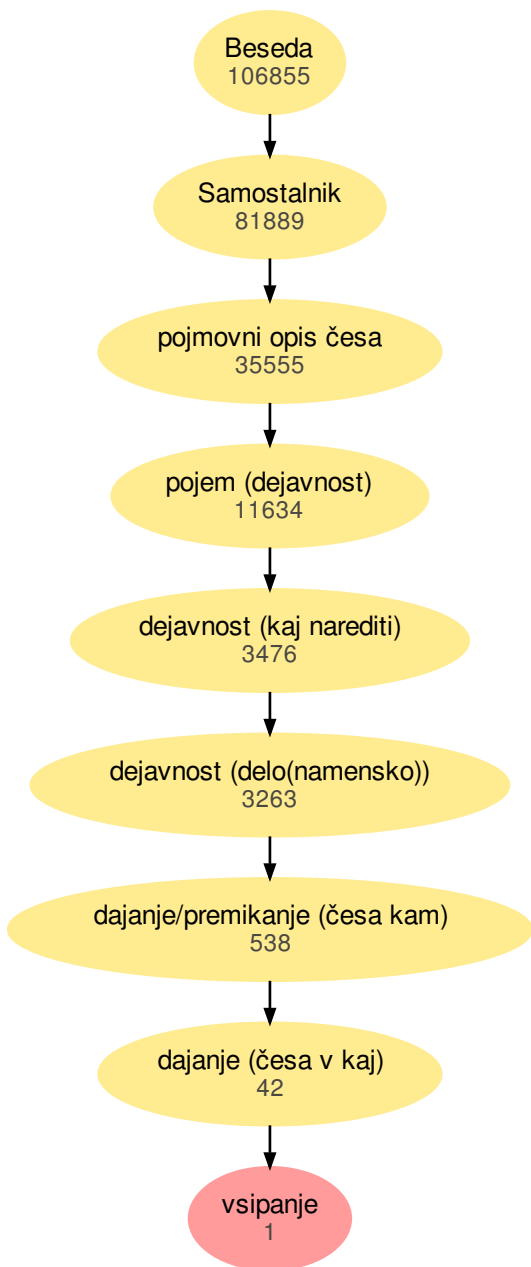 Beseda
106855
Samostalnik
81889
pojmovni opis česa
35555
pojem (dejavnost)
11634
dejavnost (kaj narediti)
3476
dejavnost (delo(namensko))
3263
dajanje/premikanje (česa kam)
538
dajanje (česa v kaj)
42
vsipanje
1